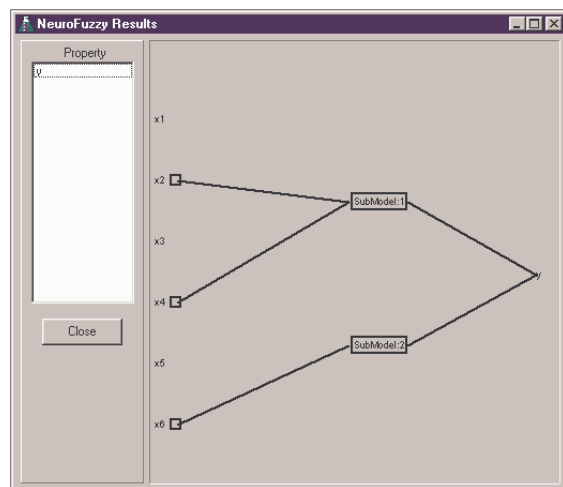 NeuroFuzzy Results
Property
y
Close
x1
x2
x3
x4
x5
x6
SubModel:1
SubModel:2
y